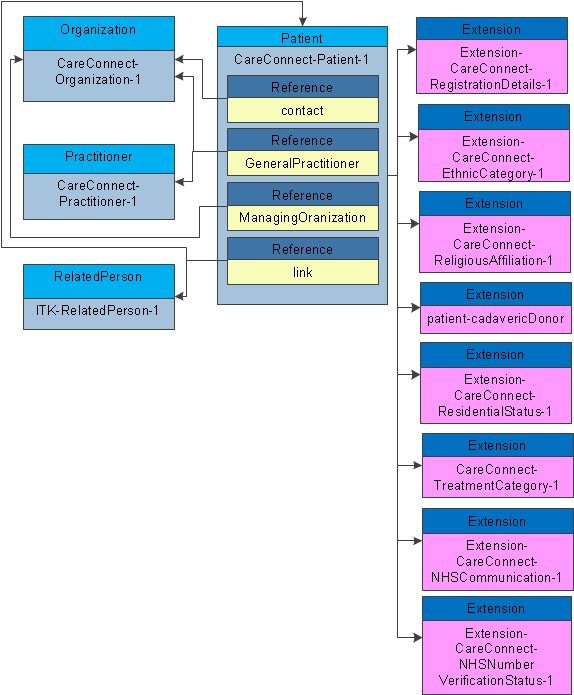 Organization
CareConnect-
Organization-1
Practitioner
CareConnect-
Practitioner-1
RelatedPerson
ITK-RelatedPerson-1
Patient
CareConnect-Patient-1
Reference
contact
Reference
GeneralPractitioner
Reference
ManagingOranization
Reference
link
Extension
Extension-
CareConnect-
RegistrationDetails-1
Extension
Extension-
CareConnect-
EthnicCategory-1
Extension
Extension-
CareConnect-
ReligiousAffiliation-1
Extension
patient-cadavericDonor
Extension
Extension-
CareConnect-
ResidentialStatus-1
Extension
CareConnect-
TreatmentCategory-1
Extension
Extension-
CareConnect-
NHSCommunication-1
Extension
Extension-
CareConnect-
NHSNumber
VerificationStatus-1